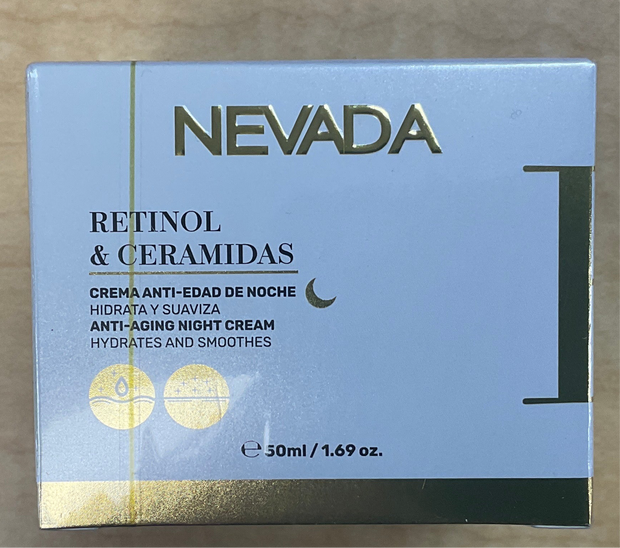 NEVADA
RETINOL
& CERAMIDAS
CREMA ANTI-EDAD DE NOCHE
HIDRATA Y SUAVIZA
ANTI-AGING NIGHT CREAM
HYDRATES AND SMOOTHES
℮ 50ml / 1.69 oz.